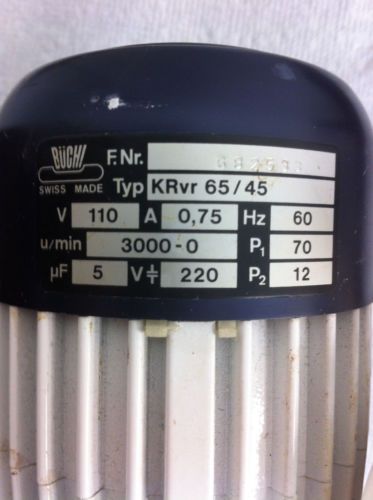 BÜCHI
SWISS MADE
F.Nr. 682593
Typ KRvr 65/45
V 110 A 0,75 Hz 60
u/min 3000-0 P₁ 70
µF 5 V 220 P₂ 12